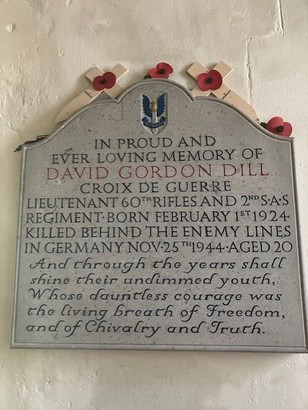 IN PROUD AND
EVER LOVING MEMORY OF
DAVID GORDON DILL
CROIX DE GUERRE
LIEUTENANT 60TH RIFLES AND 2ND S·A·S
REGIMENT·BORN FEBRUARY 1ST 1924
KILLED BEHIND THE ENEMY LINES
IN GERMANY NOV·25TH 1944·AGED 20
And through the years shall
shine their undimmed youth,
Whose dauntless courage was
the living breath of Freedom,
and of Chivalry and Truth.